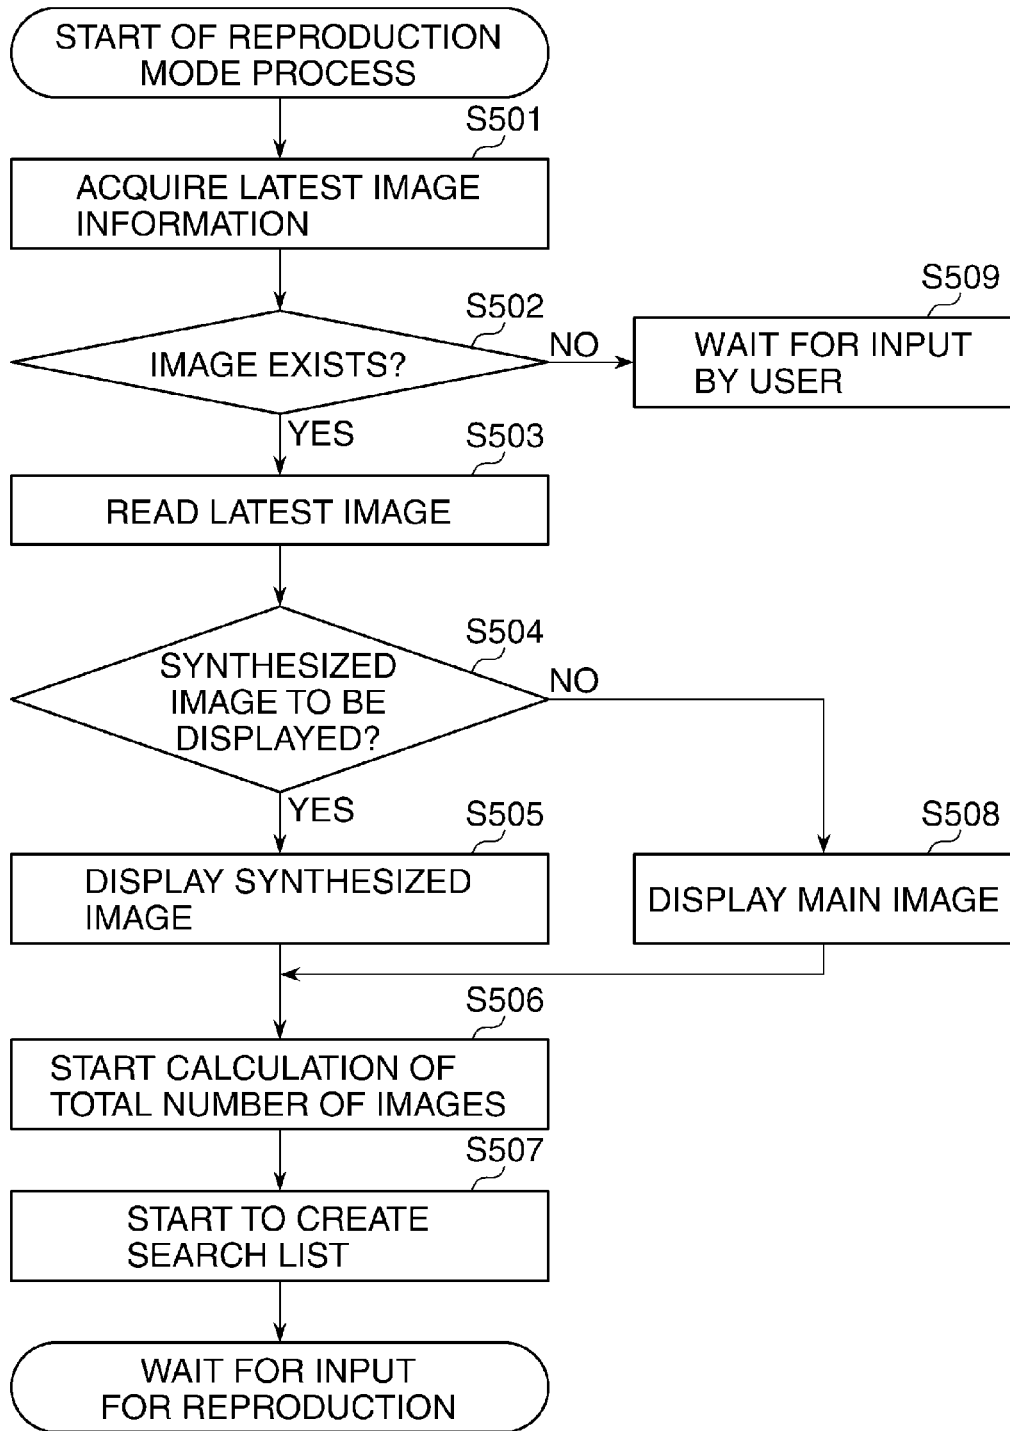 START OF REPRODUCTION
MODE PROCESS
S501
ACQUIRE LATEST IMAGE
INFORMATION
S502
IMAGE EXISTS?
NO
YES
S509
WAIT FOR INPUT
BY USER
S503
READ LATEST IMAGE
S504
SYNTHESIZED
IMAGE TO BE
DISPLAYED?
NO
YES
S505
DISPLAY SYNTHESIZED
IMAGE
S508
DISPLAY MAIN IMAGE
S506
START CALCULATION OF
TOTAL NUMBER OF IMAGES
S507
START TO CREATE
SEARCH LIST
WAIT FOR INPUT
FOR REPRODUCTION